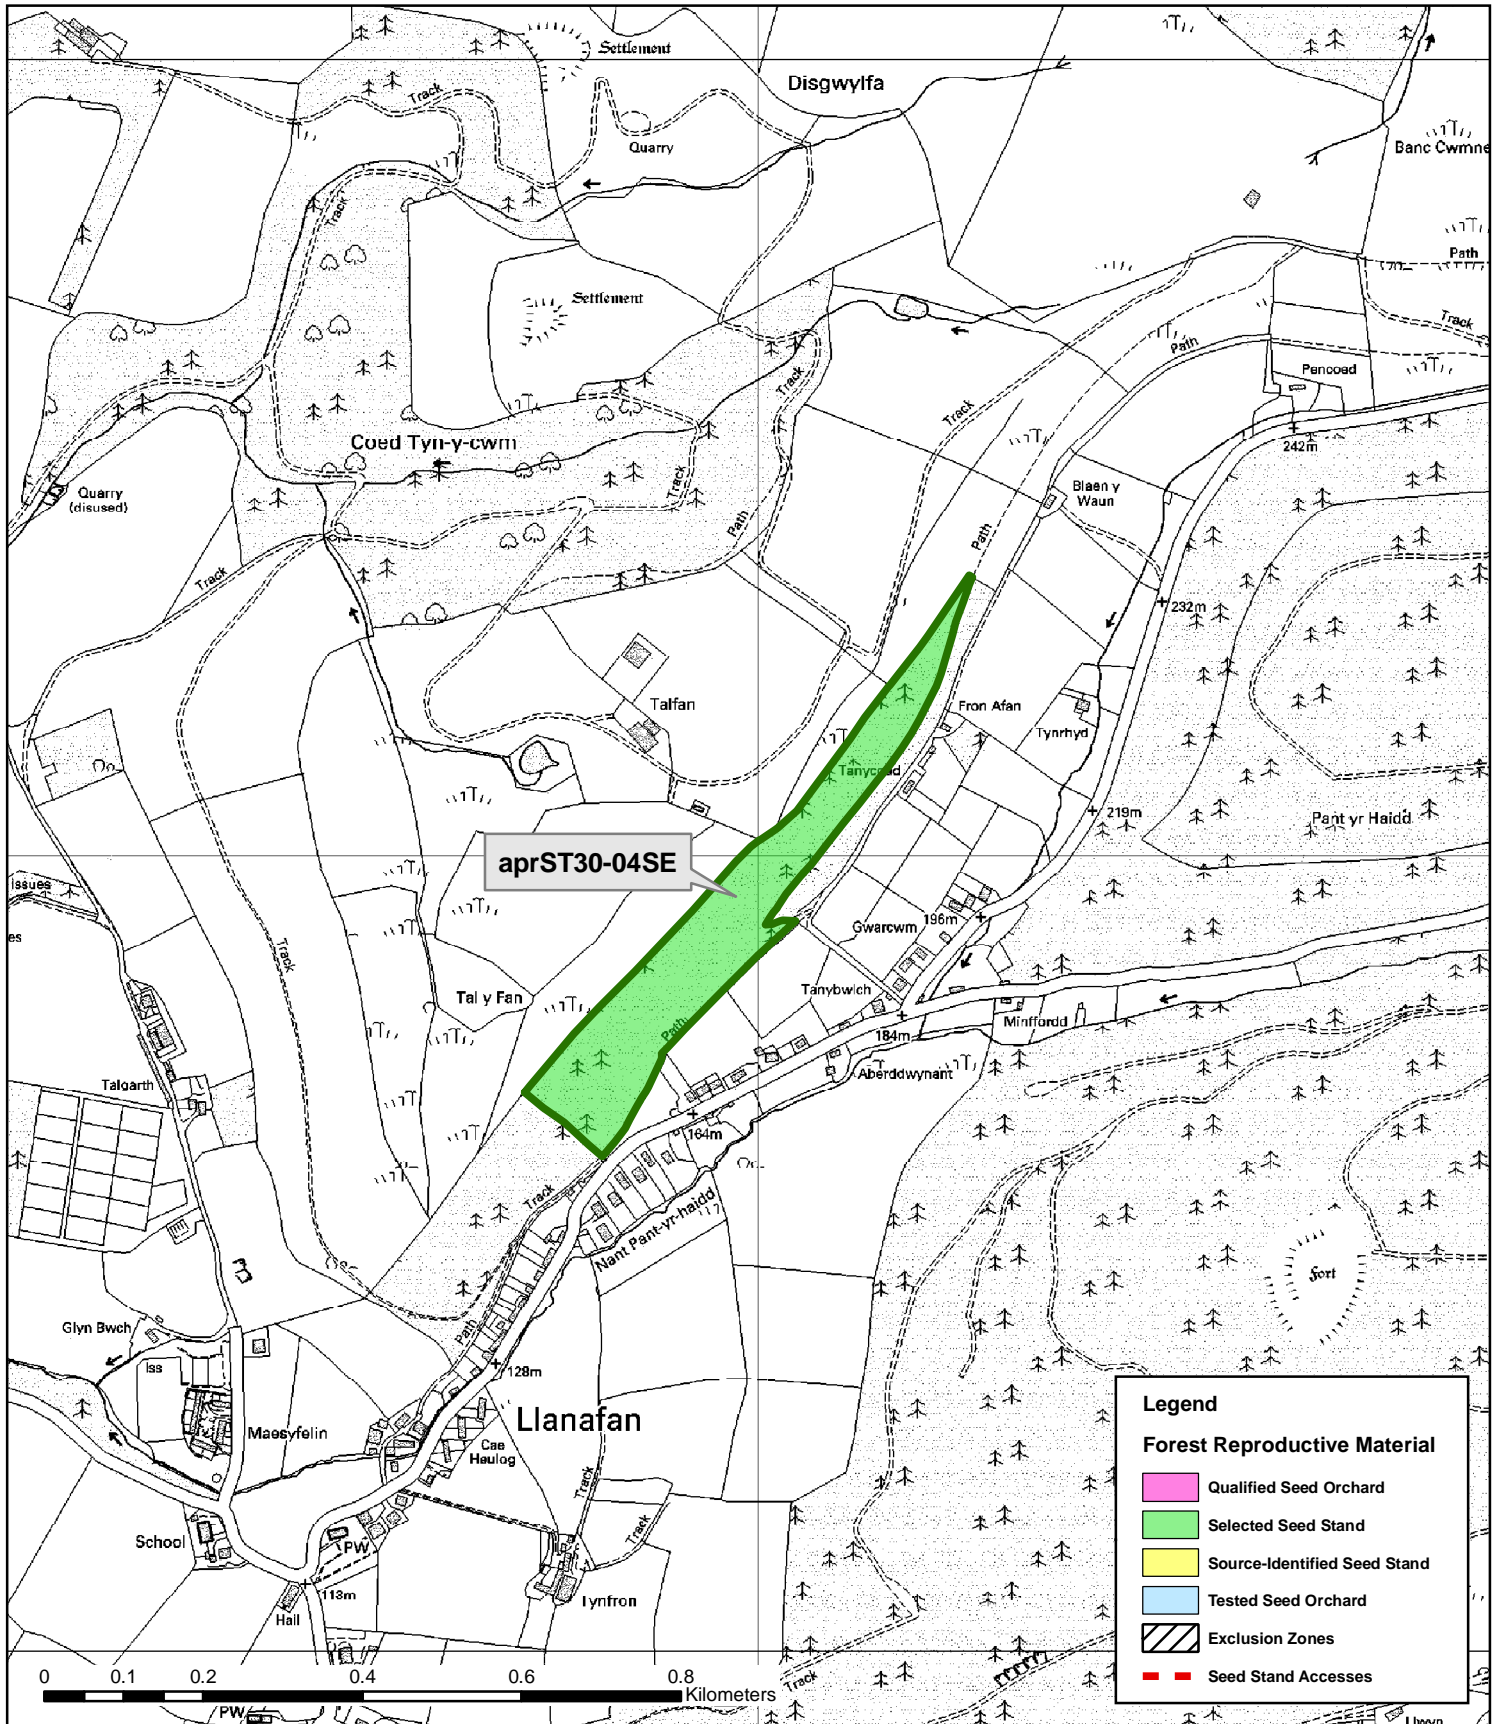 Settlement
Disgwylfa
Track
Quarry
Banc Cwmne
Track
Path
Settlement
Track
Path
Track
Pencoed
Track
Coed Tyn-y-cwm
242m
Quarry
(disused)
Track
Blaen y
Waun
Path
Path
Track
232m
Talfan
Fron Afan
Tynrhyd
Tanycoed
219m
Pant yr Haidd
aprST30-04SE
Issues
es
Gwarcwm
196m
Track
Tal y Fan
Tanybwlch
Path
184m
Minffordd
Talgarth
Aberddwynant
164m
Track
Nant Pant-yr-haidd
Fort
Glyn Bwch
Path
Iss
128m
Llanafan
Maesyfelin
Cae
Heulog
Track
School
PW
Track
113m
Hall
Tynfron
Track
PW
Llwyn
0 0.1 0.2 0.4 0.6 0.8
Kilometers
Legend
Forest Reproductive Material
Qualified Seed Orchard
Selected Seed Stand
Source-Identified Seed Stand
Tested Seed Orchard
Exclusion Zones
Seed Stand Accesses